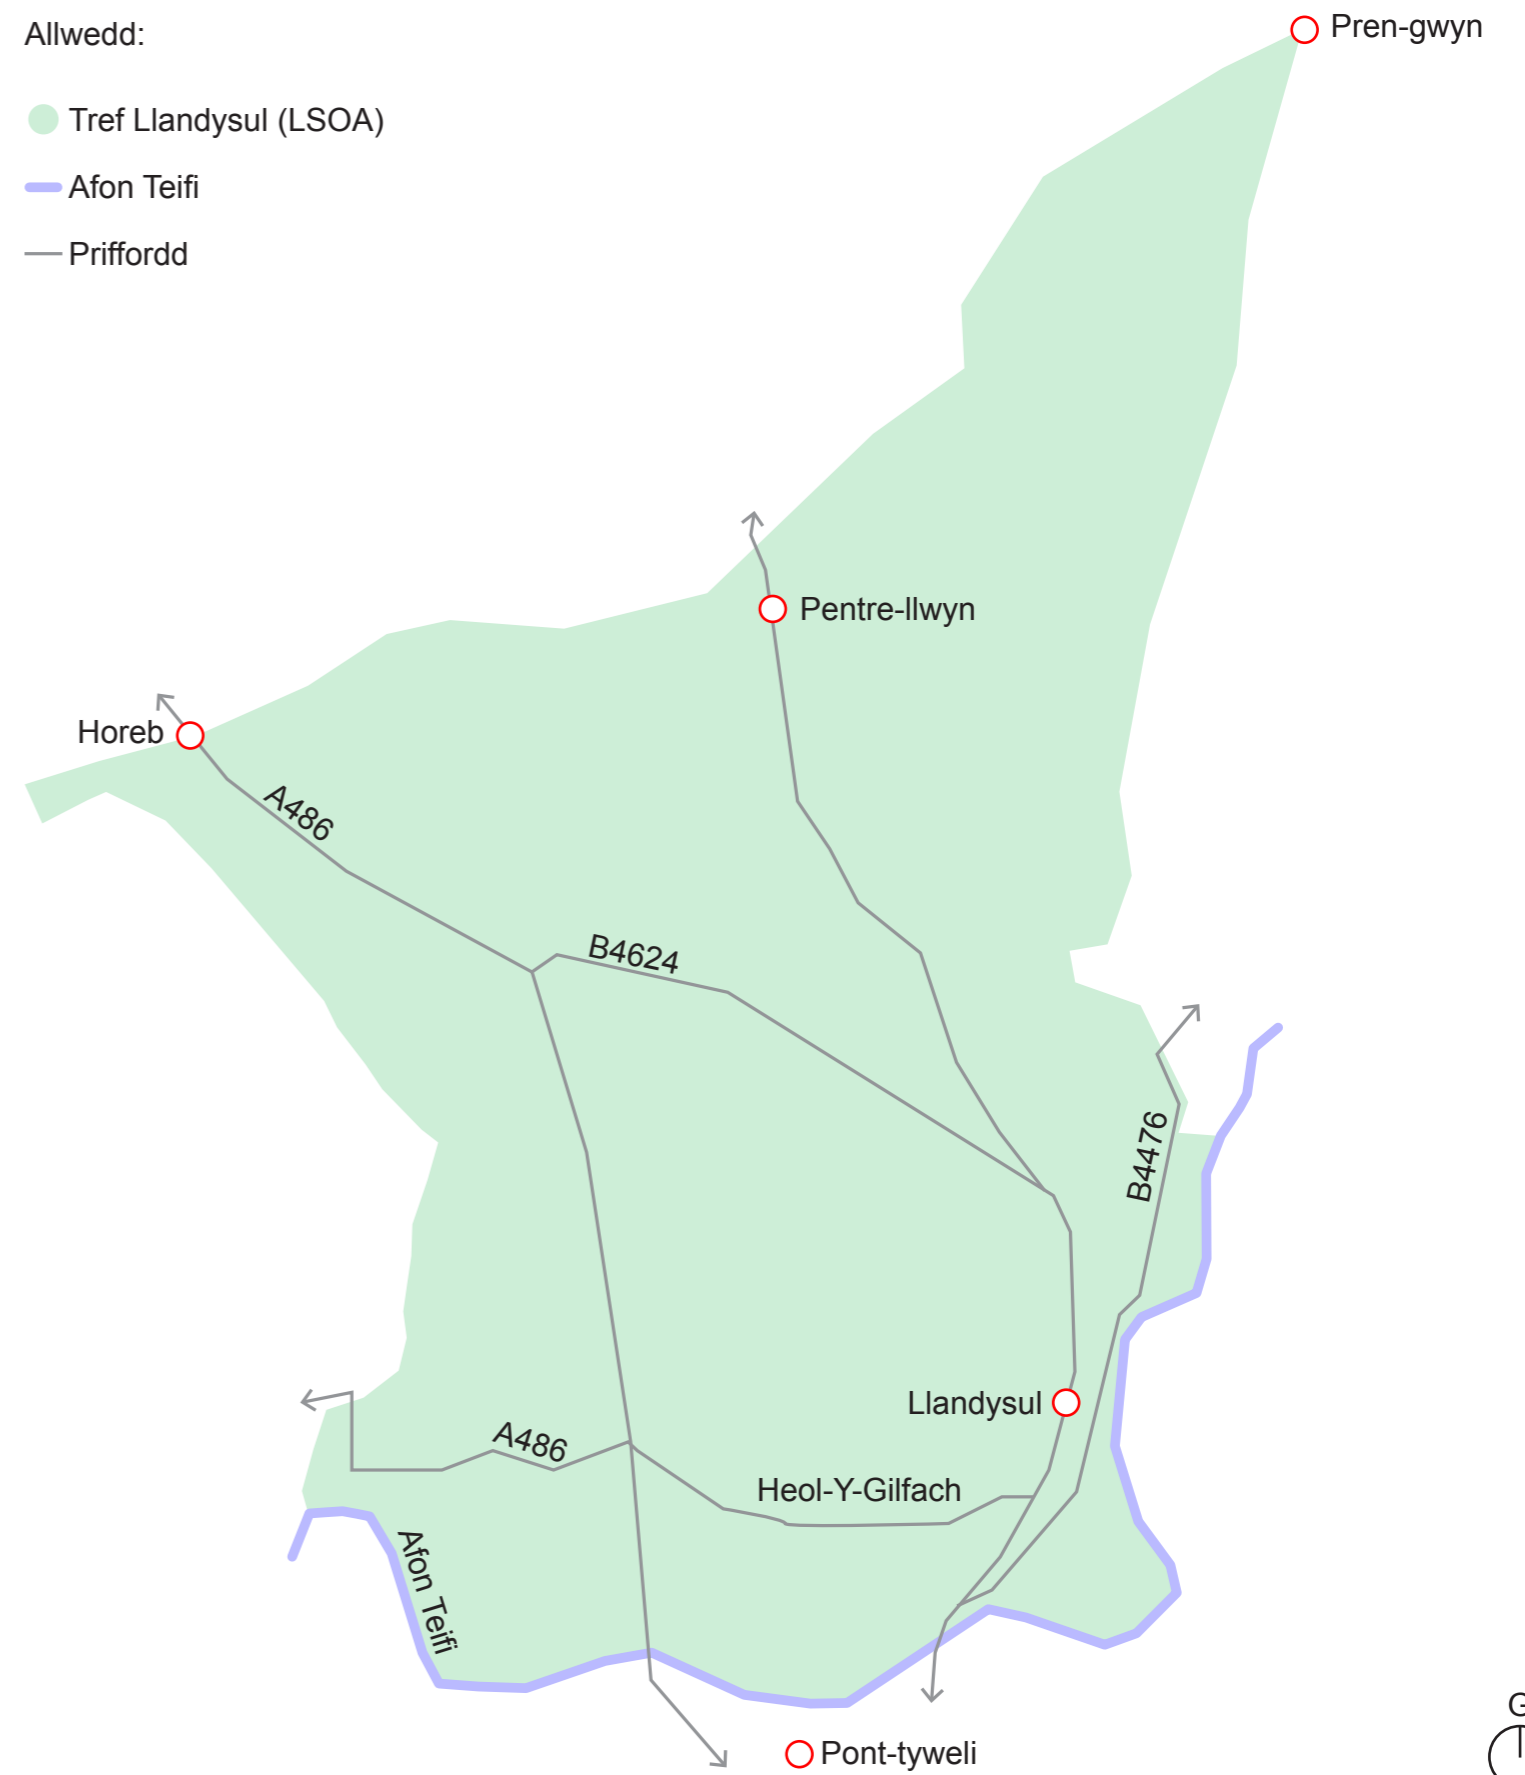 Allwedd:
Pren-gwyn
Tref Llandysul (LSOA)
Afon Teifi
Priffordd
Pentre-llwyn
Horeb
A486
B4624
B4476
Llandysul
A486
Heol-Y-Gilfach
Afon Teifi
G
Pont-tyweli